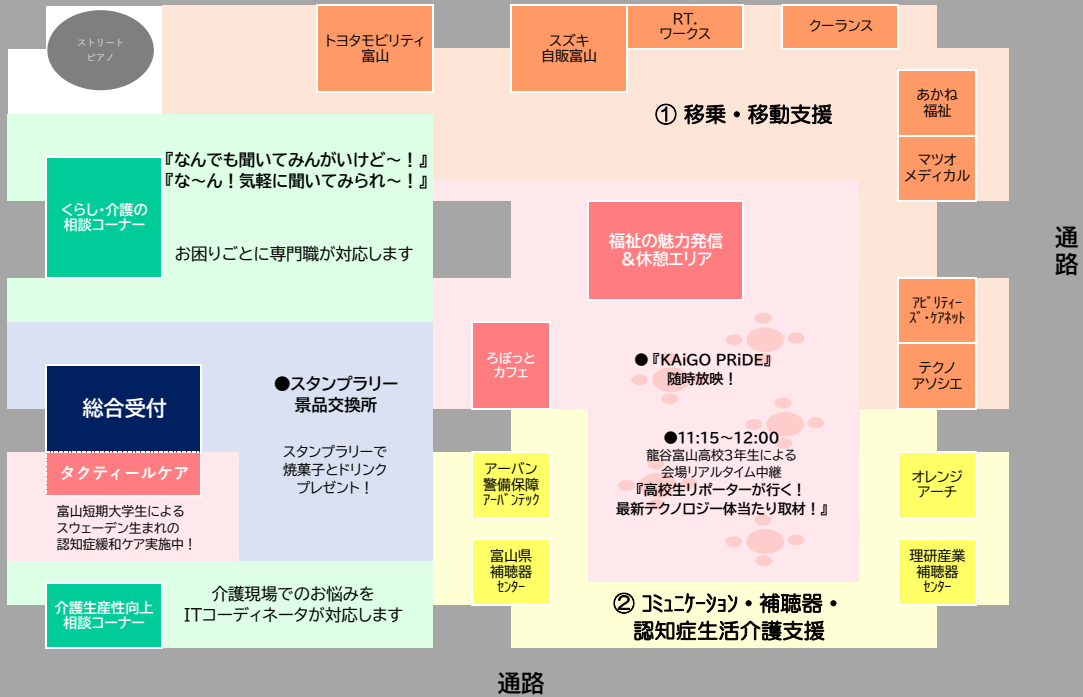 ストリート
ピアノ
トヨタモビリティ
富山
スズキ
自販富山
RT.
ワークス
クーランス
① 移乗・移動支援
あかね
福祉
マツオ
メディカル
『なんでも聞いてみんがいけど～！』
『な～ん！気軽に聞いてみられ～！』
くらし・介護の
相談コーナー
お困りごとに専門職が対応します
福祉の魅力発信
＆休憩エリア
通路
アビリティー
ズ・ケアネット
テクノ
アソシエ
ろぼっと
カフェ
●『KAiGO PRiDE』
随時放映！
総合受付
●スタンプラリー
景品交換所
スタンプラリーで
焼菓子とドリンク
プレゼント！
タクティールケア
富山短期大学生による
スウェーデン生まれの
認知症緩和ケア実施中！
●11:15～12:00
龍谷富山高校3年生による
会場リアルタイム中継
『高校生リポーターが行く！
最新テクノロジー体当たり取材！』
アーバン
警備保障
アーバンテック
オレンジ
アーチ
富山県
補聴器
センター
理研産業
補聴器
センター
介護生産性向上
相談コーナー
介護現場でのお悩みを
ITコーディネータが対応します
② コミュニケーション・補聴器・
認知症生活介護支援
通路